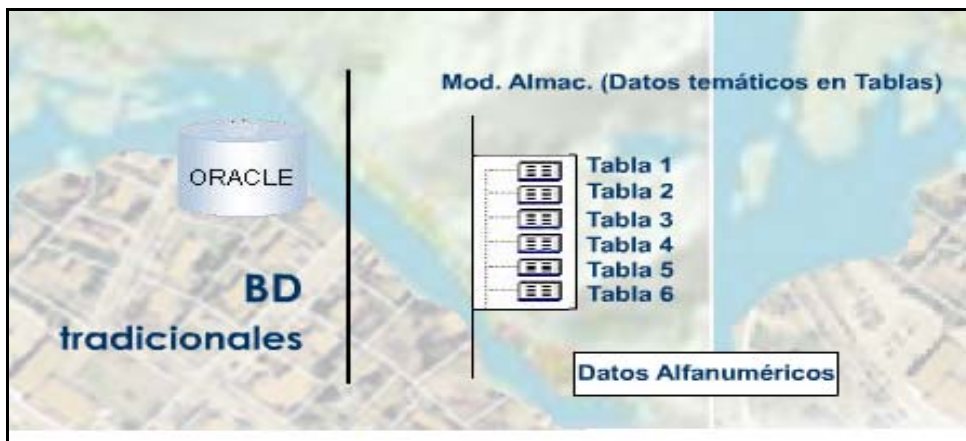 Mod. Almac. (Datos temáticos en Tablas)
ORACLE
BD
tradicionales
Tabla 1
Tabla 2
Tabla 3
Tabla 4
Tabla 5
Tabla 6
Datos Alfanuméricos